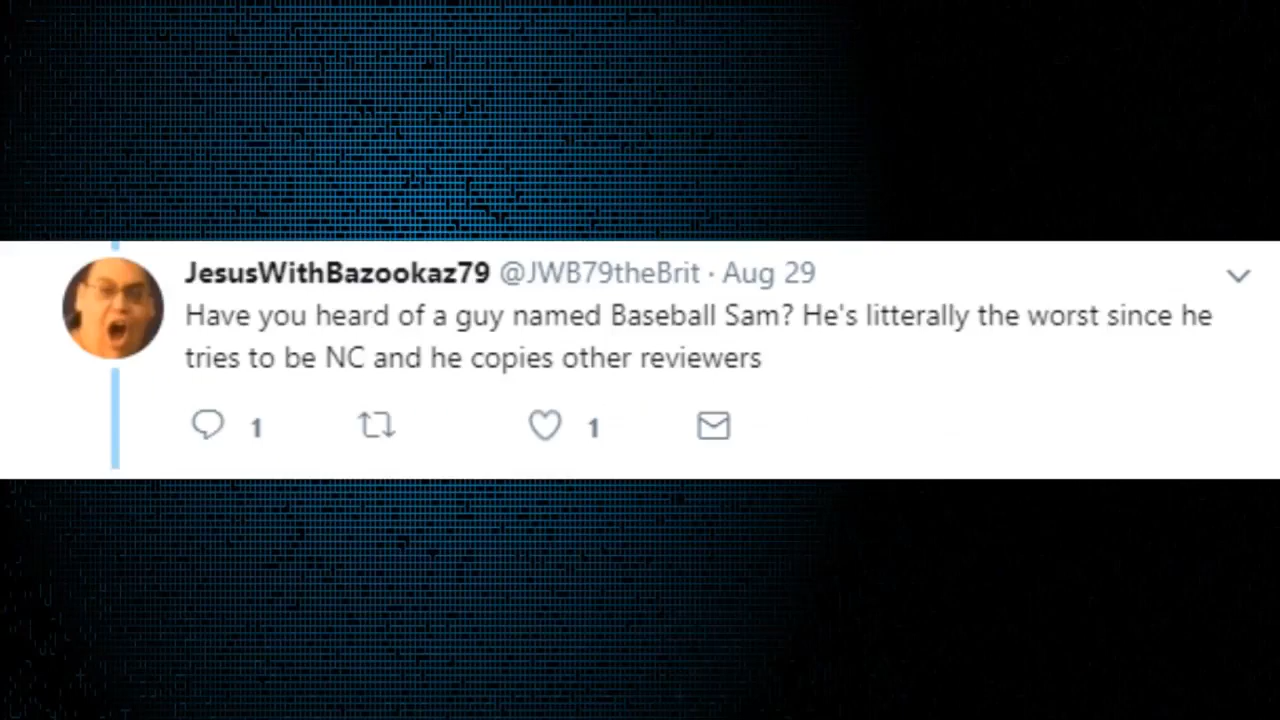 JesusWithBazookaz79 @JWB79theBrit · Aug 29
Have you heard of a guy named Baseball Sam? He's litterally the worst since he
tries to be NC and he copies other reviewers
1 1